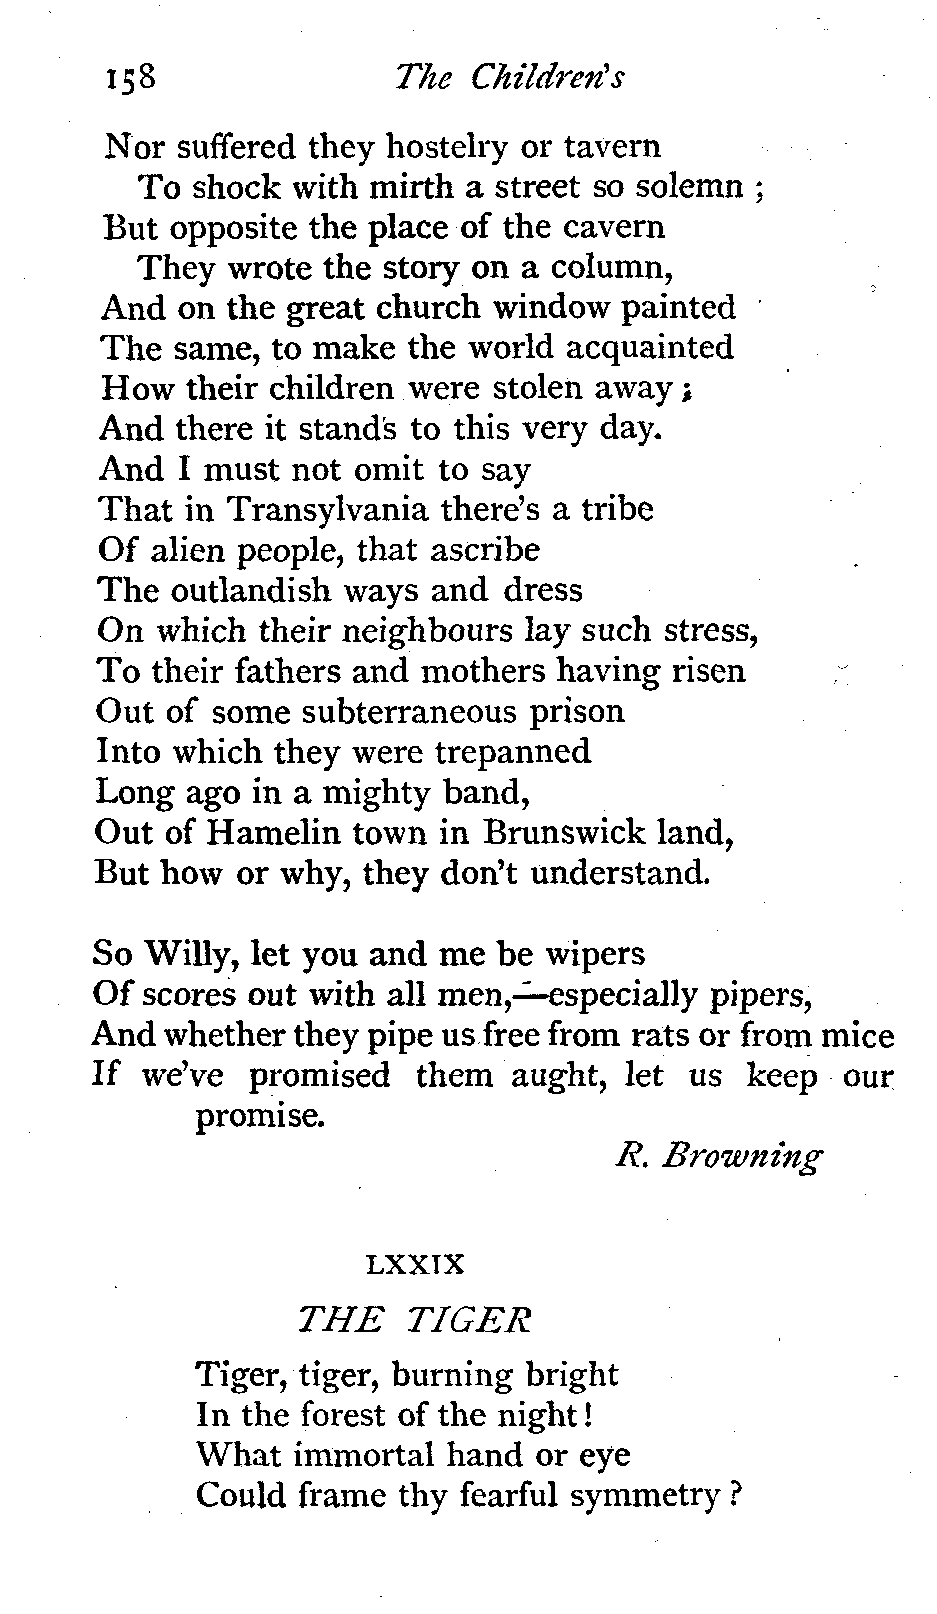 158 The Children's
Nor suffered they hostelry or tavern
To shock with mirth a street so solemn ;
But opposite the place of the cavern
They wrote the story on a column,
And on the great church window painted
The same, to make the world acquainted
How their children were stolen away ;
And there it stands to this very day.
And I must not omit to say
That in Transylvania there's a tribe
Of alien people, that ascribe
The outlandish ways and dress
On which their neighbours lay such stress,
To their fathers and mothers having risen
Out of some subterraneous prison
Into which they were trepanned
Long ago in a mighty band,
Out of Hamelin town in Brunswick land,
But how or why, they don't understand.
So Willy, let you and me be wipers
Of scores out with all men,—especially pipers,
And whether they pipe us free from rats or from mice
If we've promised them aught, let us keep our
promise.
R. Browning
LXXIX
THE TIGER
Tiger, tiger, burning bright
In the forest of the night!
What immortal hand or eye
Could frame thy fearful symmetry ?